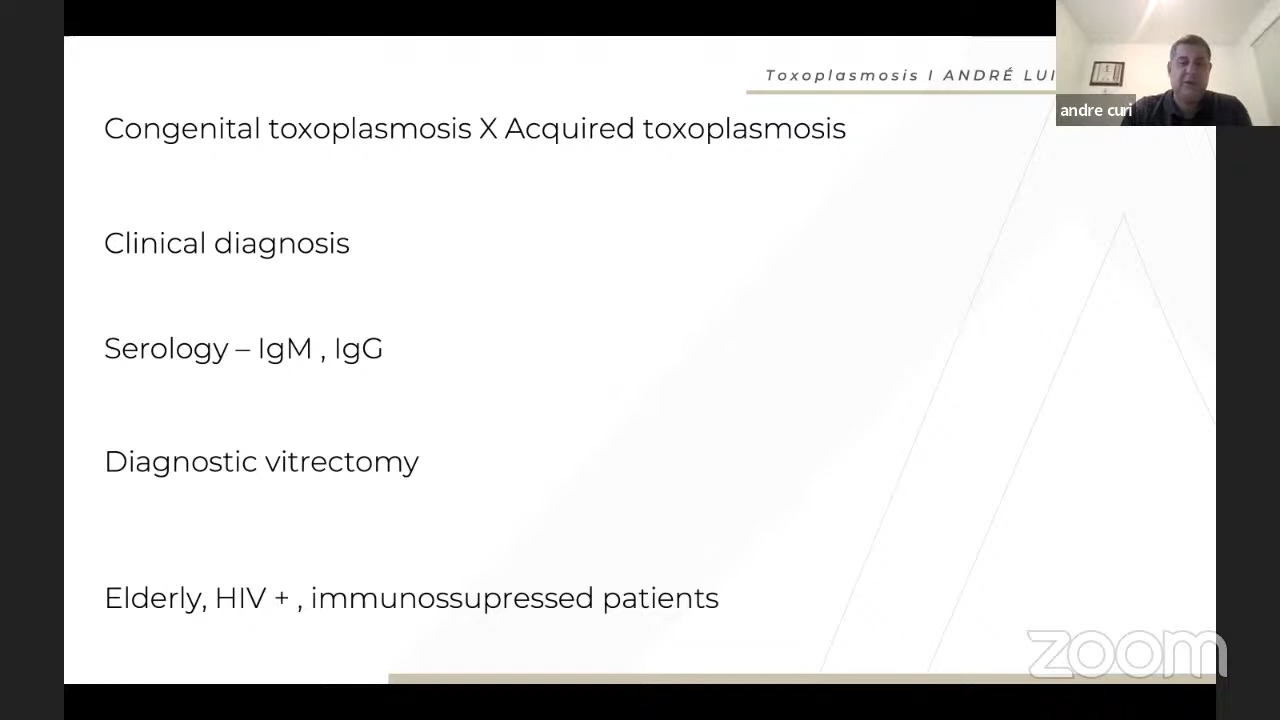 Toxoplasmosis I ANDRÉ LUI
andre curi
Congenital toxoplasmosis X Acquired toxoplasmosis
Clinical diagnosis
Serology – IgM , IgG
Diagnostic vitrectomy
Elderly, HIV + , immunossupressed patients
zoom